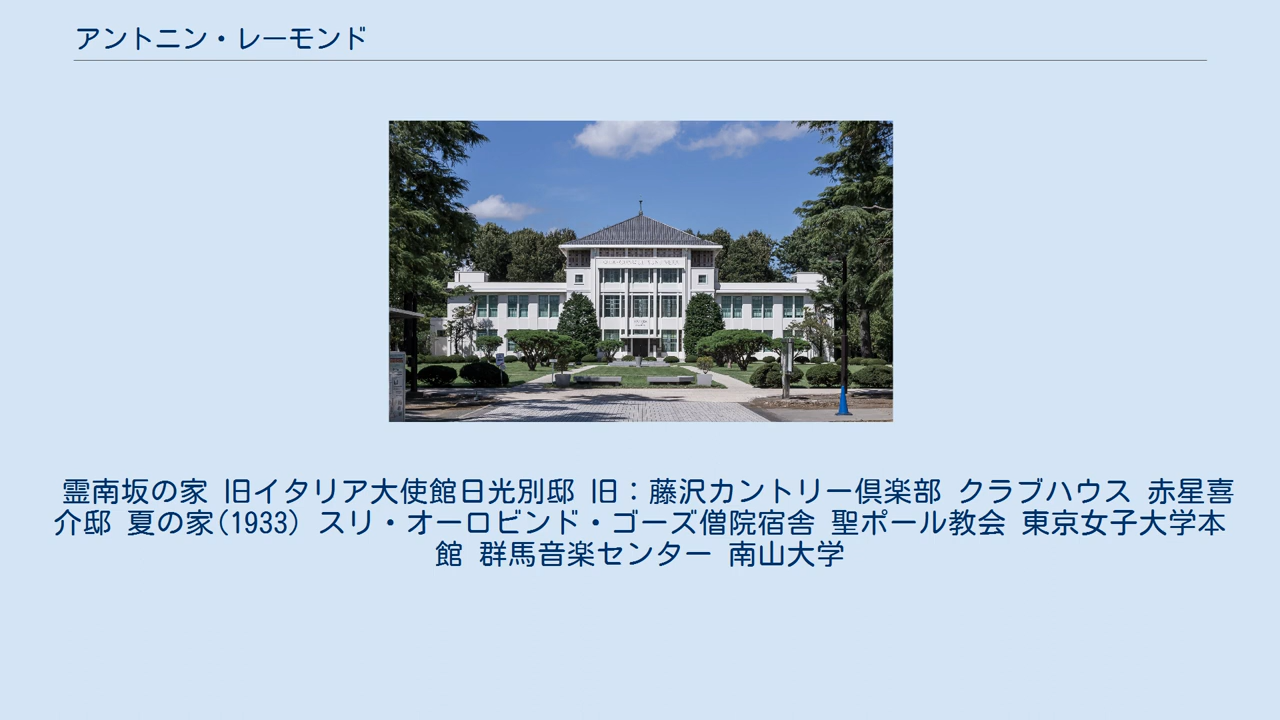 アントニン・レーモンド
霊南坂の家 旧イタリア大使館日光別邸 旧：藤沢カントリー倶楽部 クラブハウス 赤星喜
介邸 夏の家(1933) スリ・オーロビンド・ゴーズ僧院宿舎 聖ポール教会 東京女子大学本
館 群馬音楽センター 南山大学